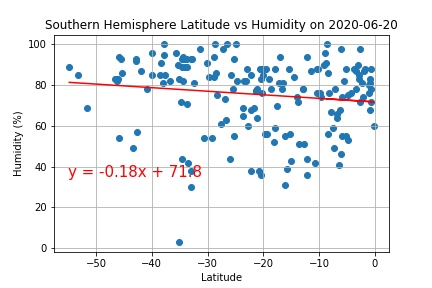 Southern Hemisphere Latitude vs Humidity on 2020-06-20
100
80
60
40
20
0
Humidity (%)
y = -0.18x + 71.8
−50 −40 −30 −20 −10 0
Latitude